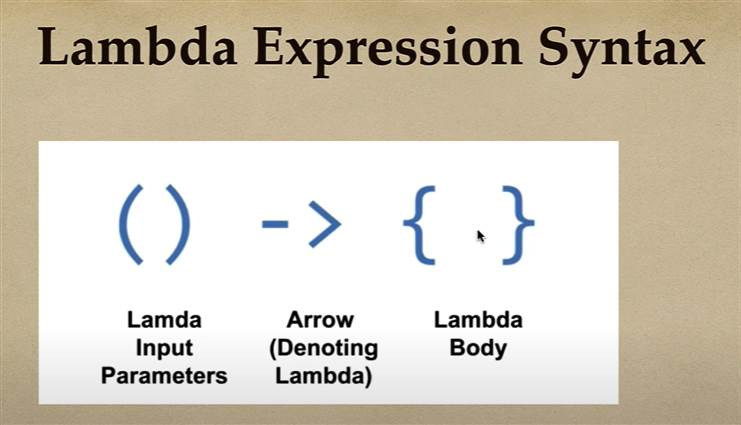 Lambda Expression Syntax
( ) -> { }
Lamda Arrow Lambda
Input (Denoting Body
Parameters Lambda)